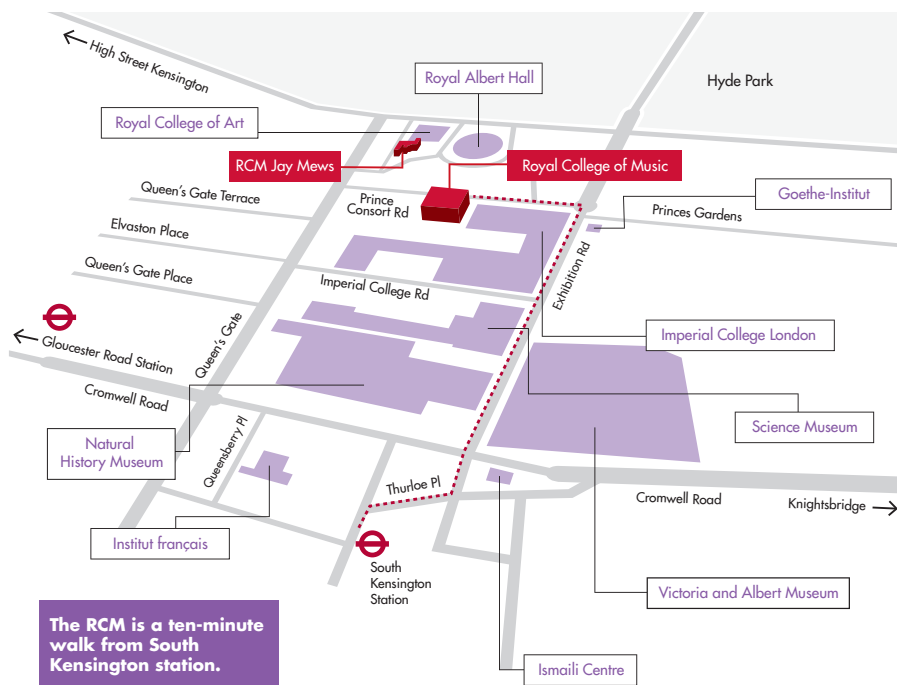 High Street Kensington
Royal Albert Hall
Hyde Park
Royal College of Art
RCM Jay Mews
Royal College of Music
Queen's Gate Terrace
Prince
Consort Rd
Goethe-Institut
Princes Gardens
Elvaston Place
Queen's Gate Place
Imperial College Rd
Exhibition Rd
Gloucester Road Station
Queen's Gate
Imperial College London
Cromwell Road
Science Museum
Natural
History Museum
Queensberry Pl
Thurloe Pl
Cromwell Road
Knightsbridge
Institut français
South
Kensington
Station
Victoria and Albert Museum
The RCM is a ten-minute
walk from South
Kensington station.
Ismaili Centre